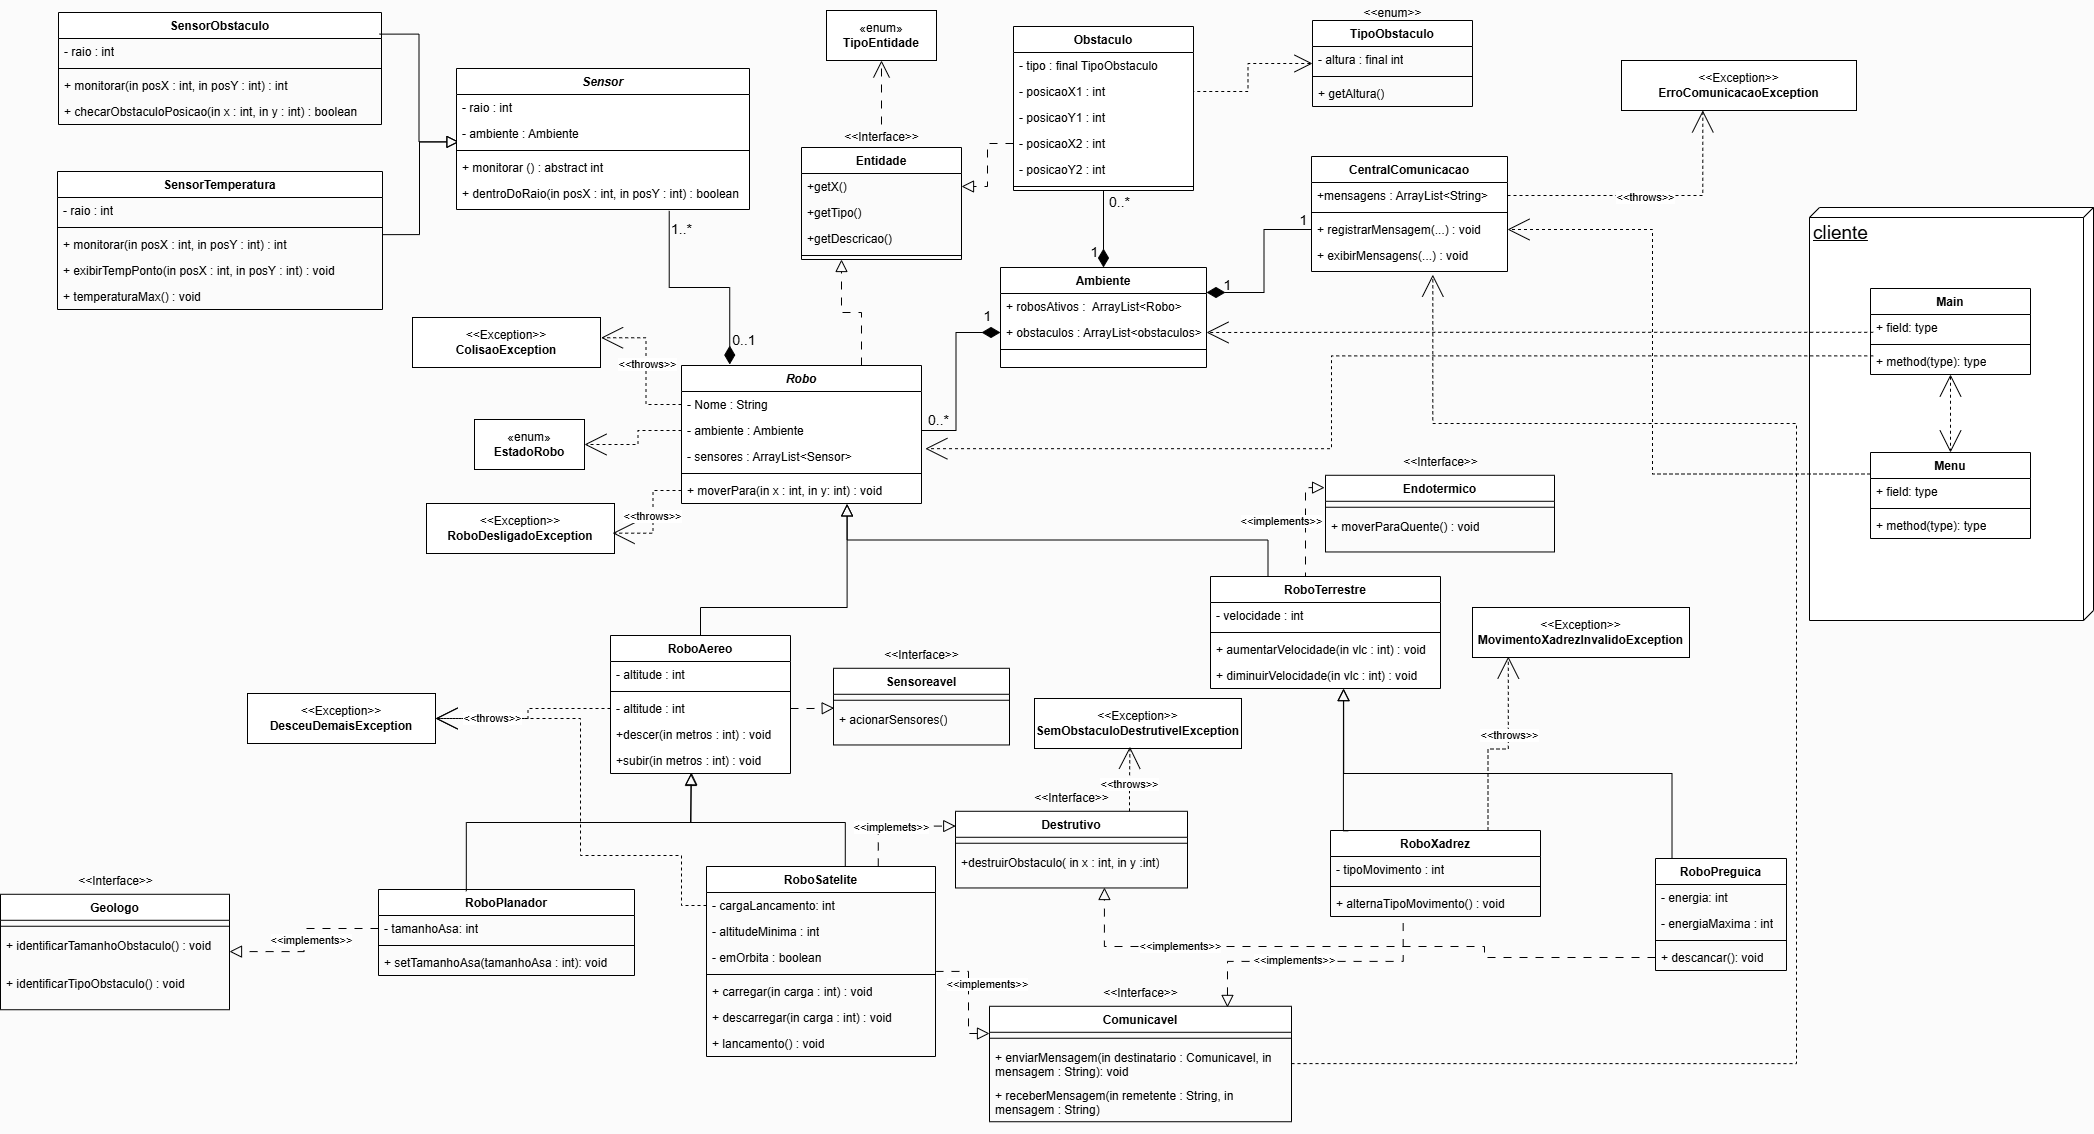 SensorObstaculo
- raio : int
+ monitorar(in posX : int, in posY : int) : int
+ checarObstaculoPosicao(in x : int, in y : int) : boolean
SensorTemperatura
- raio : int
+ monitorar(in posX : int, in posY : int) : int
+ exibirTempPonto(in posX : int, in posY : int) : void
+ temperaturaMax() : void
Sensor
- raio : int
- ambiente : Ambiente
+ monitorar () : abstract int
+ dentroDoRaio(in posX : int, in posY : int) : boolean
1..*
0..1
«enum»
TipoEntidade
<<Interface>>
Entidade
+getX()
+getTipo()
+getDescricao()
Obstaculo
- tipo : final TipoObstaculo
- posicaoX1 : int
- posicaoY1 : int
- posicaoX2 : int
- posicaoY2 : int
0..*
1
<<enum>>
TipoObstaculo
- altura : final int
+ getAltura()
<<Exception>>
ErroComunicacaoException
<<throws>>
CentralComunicacao
+mensagens : ArrayList<String>
+ registrarMensagem(...) : void
+ exibirMensagens(...) : void
1
1
Ambiente
+ robosAtivos :  ArrayList<Robo>
+ obstaculos : ArrayList<obstaculos>
1
0..*
cliente
Main
+ field: type
+ method(type): type
Menu
+ field: type
+ method(type): type
<<Exception>>
ColisaoException
<<throws>>
«enum»
EstadoRobo
<<Exception>>
RoboDesligadoException
<<throws>>
Robo
- Nome : String
- ambiente : Ambiente
- sensores : ArrayList<Sensor>
+ moverPara(in x : int, in y: int) : void
<<Interface>>
Endotermico
+ moverParaQuente() : void
<<implements>>
RoboTerrestre
- velocidade : int
+ aumentarVelocidade(in vlc : int) : void
+ diminuirVelocidade(in vlc : int) : void
<<Exception>>
MovimentoXadrezInvalidoException
<<throws>>
RoboAereo
- altitude : int
- altitude : int
+descer(in metros : int) : void
+subir(in metros : int) : void
<<Interface>>
Sensoreavel
+ acionarSensores()
<<Exception>>
DesceuDemaisException
<<throws>>
<<Exception>>
SemObstaculoDestrutivelException
<<throws>>
<<Interface>>
Destrutivo
+destruirObstaculo( in x : int, in y :int)
<<implemets>>
RoboXadrez
- tipoMovimento : int
+ alternaTipoMovimento() : void
RoboPreguica
- energia: int
- energiaMaxima : int
+ descancar(): void
<<Interface>>
Geologo
+ identificarTamanhoObstaculo() : void
+ identificarTipoObstaculo() : void
<<implements>>
RoboPlanador
- tamanhoAsa: int
+ setTamanhoAsa(tamanhoAsa : int): void
RoboSatelite
- cargaLancamento: int
- altitudeMinima : int
- emOrbita : boolean
+ carregar(in carga : int) : void
+ descarregar(in carga : int) : void
+ lancamento() : void
<<implements>>
<<implements>>
<<implements>>
<<Interface>>
Comunicavel
+ enviarMensagem(in destinatario : Comunicavel, in
mensagem : String): void
+ receberMensagem(in remetente : String, in
mensagem : String)